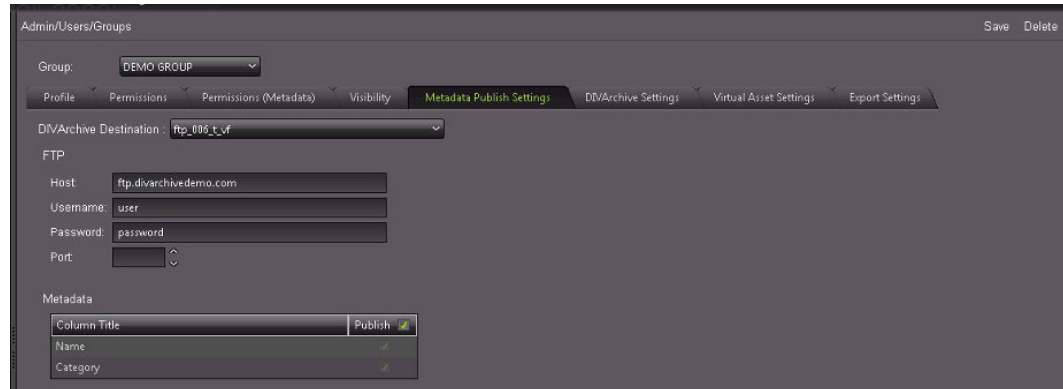 Admin/Users/Groups Save Delete
Group: DEMO GROUP
Profile Permissions Permissions (Metadata) Visibility Metadata Publish Settings DIVArchive Settings Virtual Asset Settings Export Settings
DIVArchive Destination : ftp_006_t_vf
FTP
Host: ftp.divarchivedemo.com
Username: user
Password: password
Port:
Metadata
Column Title Publish
Name
Category